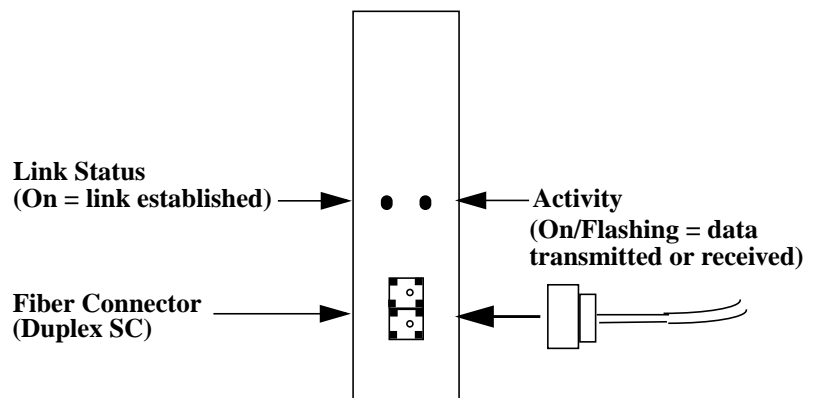 Link Status
(On = link established)
Activity
(On/Flashing = data
transmitted or received)
Fiber Connector
(Duplex SC)